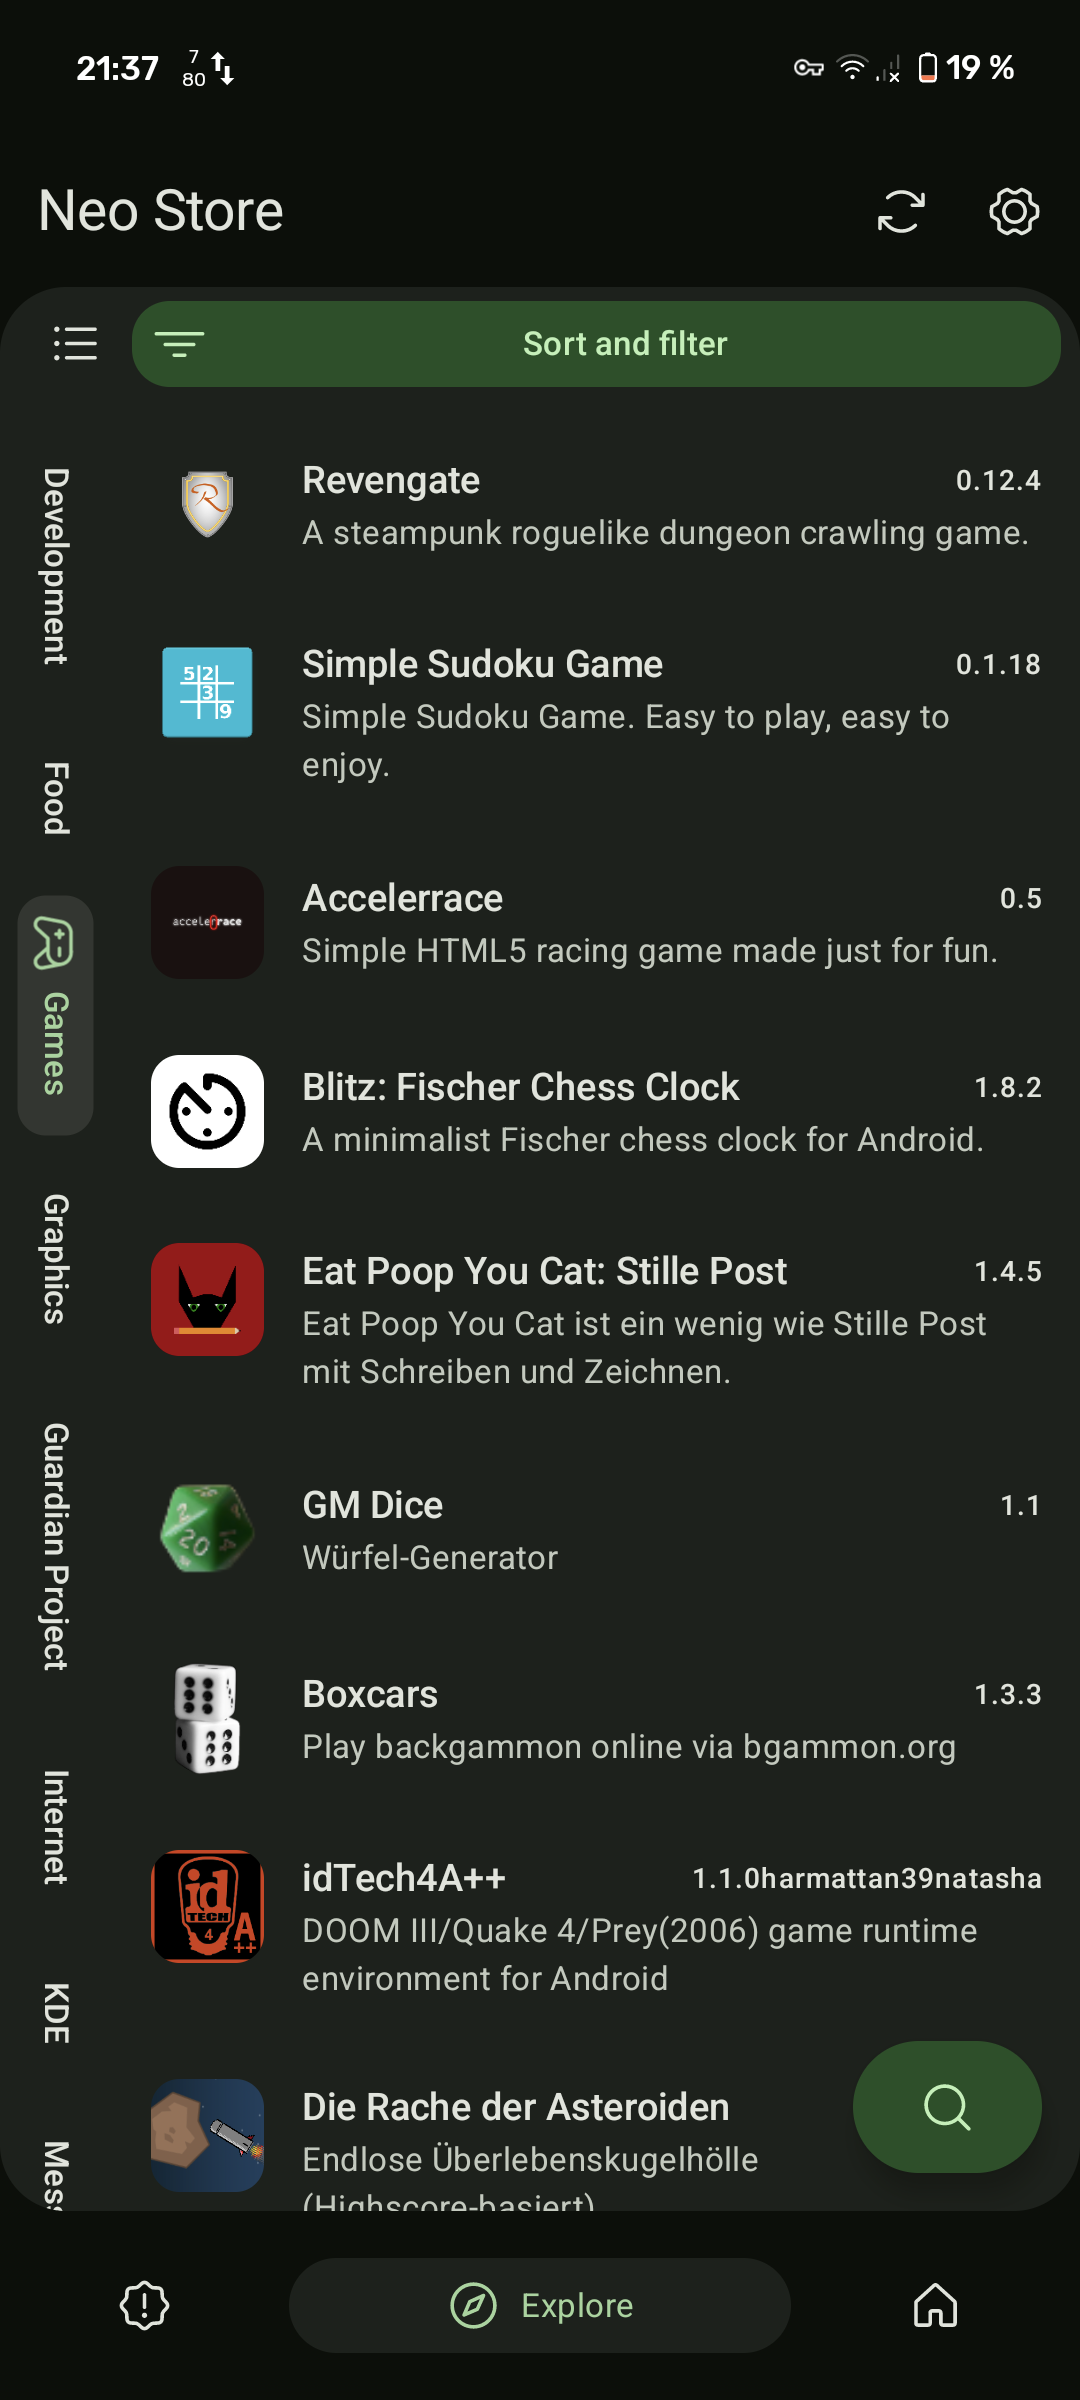 21:37
7
80
19 %
Neo Store
Sort and filter
Development
Food
Games
Graphics
Guardian Project
Internet
KDE
Mess
Revengate
0.12.4
A steampunk roguelike dungeon crawling game.
5 2
3
9
Simple Sudoku Game
0.1.18
Simple Sudoku Game. Easy to play, easy to
enjoy.
accelerrace
Accelerrace
0.5
Simple HTML5 racing game made just for fun.
Blitz: Fischer Chess Clock
1.8.2
A minimalist Fischer chess clock for Android.
Eat Poop You Cat: Stille Post
1.4.5
Eat Poop You Cat ist ein wenig wie Stille Post
mit Schreiben und Zeichnen.
2
20
14
GM Dice
1.1
Würfel-Generator
Boxcars
1.3.3
Play backgammon online via bgammon.org
id
TECH
4
A
++
idTech4A++
1.1.0harmattan39natasha
DOOM III/Quake 4/Prey(2006) game runtime
environment for Android
Die Rache der Asteroiden
Endlose Überlebenskugelhölle
(Highscore-basiert)
Explore